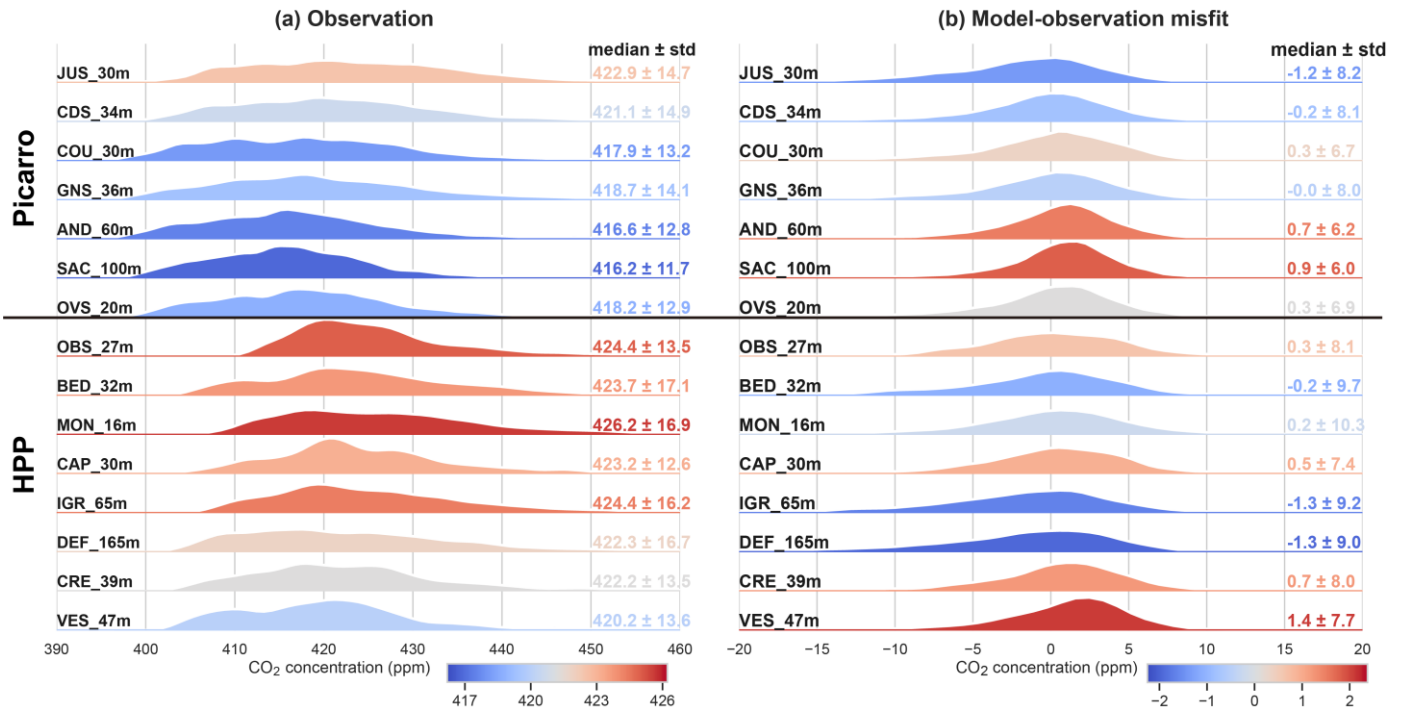 (a) Observation
(b) Model-observation misfit
median ± std
median ± std
Picarro
JUS_30m 422.9 ± 14.7
JUS_30m -1.2 ± 8.2
CDS_34m 421.1 ± 14.9
CDS_34m -0.2 ± 8.1
COU_30m 417.9 ± 13.2
COU_30m 0.3 ± 6.7
GNS_36m 418.7 ± 14.1
GNS_36m -0.0 ± 8.0
AND_60m 416.6 ± 12.8
AND_60m 0.7 ± 6.2
SAC_100m 416.2 ± 11.7
SAC_100m 0.9 ± 6.0
OVS_20m 418.2 ± 12.9
OVS_20m 0.3 ± 6.9
HPP
OBS_27m 424.4 ± 13.5
OBS_27m 0.3 ± 8.1
BED_32m 423.7 ± 17.1
BED_32m -0.2 ± 9.7
MON_16m 426.2 ± 16.9
MON_16m 0.2 ± 10.3
CAP_30m 423.2 ± 12.6
CAP_30m 0.5 ± 7.4
IGR_65m 424.4 ± 16.2
IGR_65m -1.3 ± 9.2
DEF_165m 422.3 ± 16.7
DEF_165m -1.3 ± 9.0
CRE_39m 422.2 ± 13.5
CRE_39m 0.7 ± 8.0
VES_47m 420.2 ± 13.6
VES_47m 1.4 ± 7.7
390 400 410 420 430 440 450 460
−20 −15 −10 −5 0 5 10 15 20
CO₂ concentration (ppm)
CO₂ concentration (ppm)
417 420 423 426
−2 −1 0 1 2